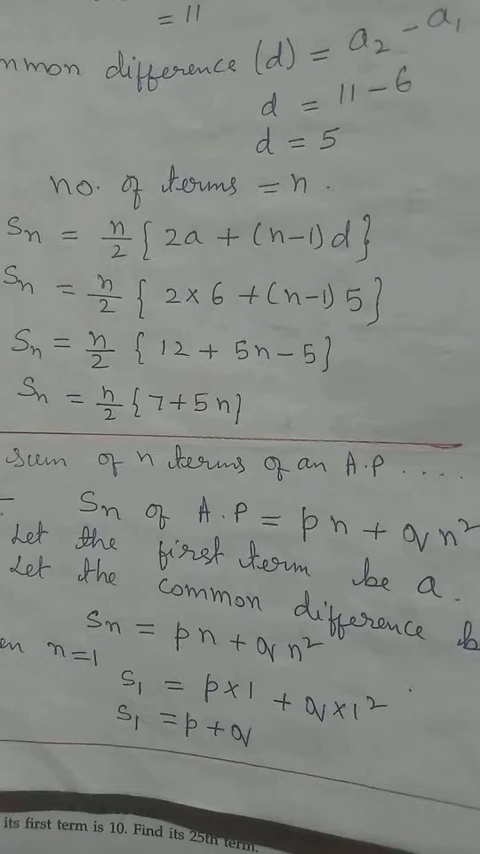 = 11
mmon difference (d) = a₂ - a₁
d = 11 - 6
d = 5
no. of terms = n.
Sn = n/2 { 2a + (n-1) d }
Sn = n/2 { 2 × 6 + (n-1) 5 }
Sn = n/2 { 12 + 5n - 5 }
Sn = n/2 { 7 + 5n }
sum of n terms of an A.P .....
Sn of A.P = pn + qn²
Let the first term be a.
Let the common difference b
Sn = pn + qn²
en n=1
S₁ = p×1 + q×1²
S₁ = p + q
its first term is 10. Find its 25th term.